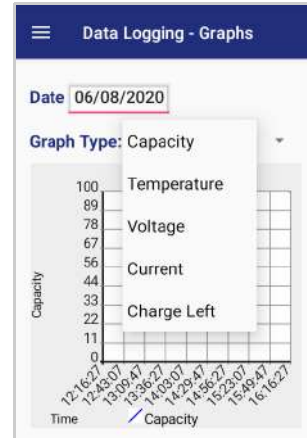 Data Logging - Graphs
Date 06/08/2020
Graph Type: Capacity
Temperature
Voltage
Current
Charge Left
Capacity
100
89
78
67
56
44
33
22
11
0
12:16:27
12:43:07
13:09:47
13:36:27
14:03:07
14:29:47
14:56:27
15:23:07
15:49:47
16:16:27
Time
Capacity